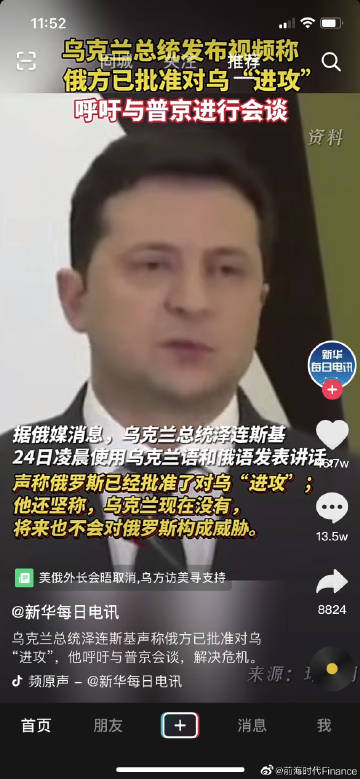 11:52
同城
关注
推荐
乌克兰总统发布视频称
俄方已批准对乌“进攻”
呼吁与普京进行会谈
资料
新华
每日电讯
据俄媒消息，乌克兰总统泽连斯基
24日凌晨使用乌克兰语和俄语发表讲话。
声称俄罗斯已经批准了对乌“进攻”；
他还坚称，乌克兰现在没有，
将来也不会对俄罗斯构成威胁。
13.5w
美俄外长会晤取消,乌方访美寻支持
8824
@新华每日电讯
乌克兰总统泽连斯基声称俄方已批准对乌
“进攻”，他呼吁与普京会谈，解决危机。
来源：
频原声 - @新华每日电讯
首页
朋友
消息
我
@前海时代Finance